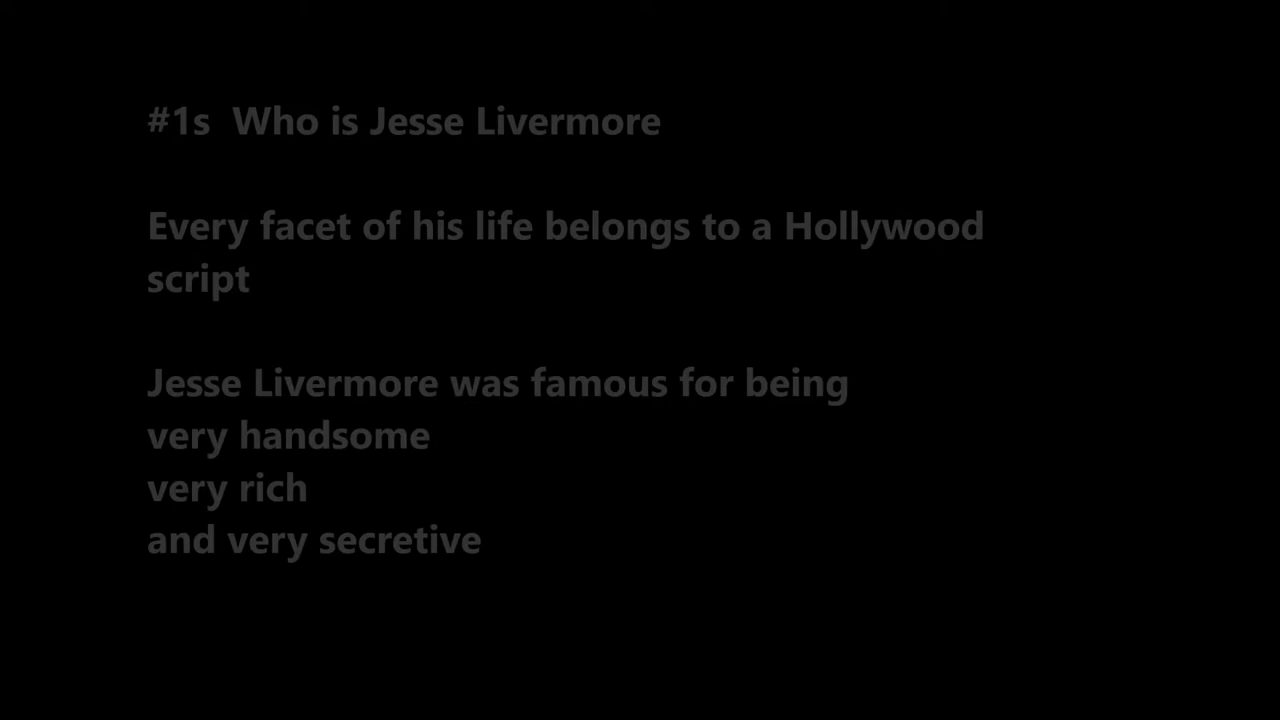 #1s  Who is Jesse Livermore
Every facet of his life belongs to a Hollywood
script
Jesse Livermore was famous for being
very handsome
very rich
and very secretive